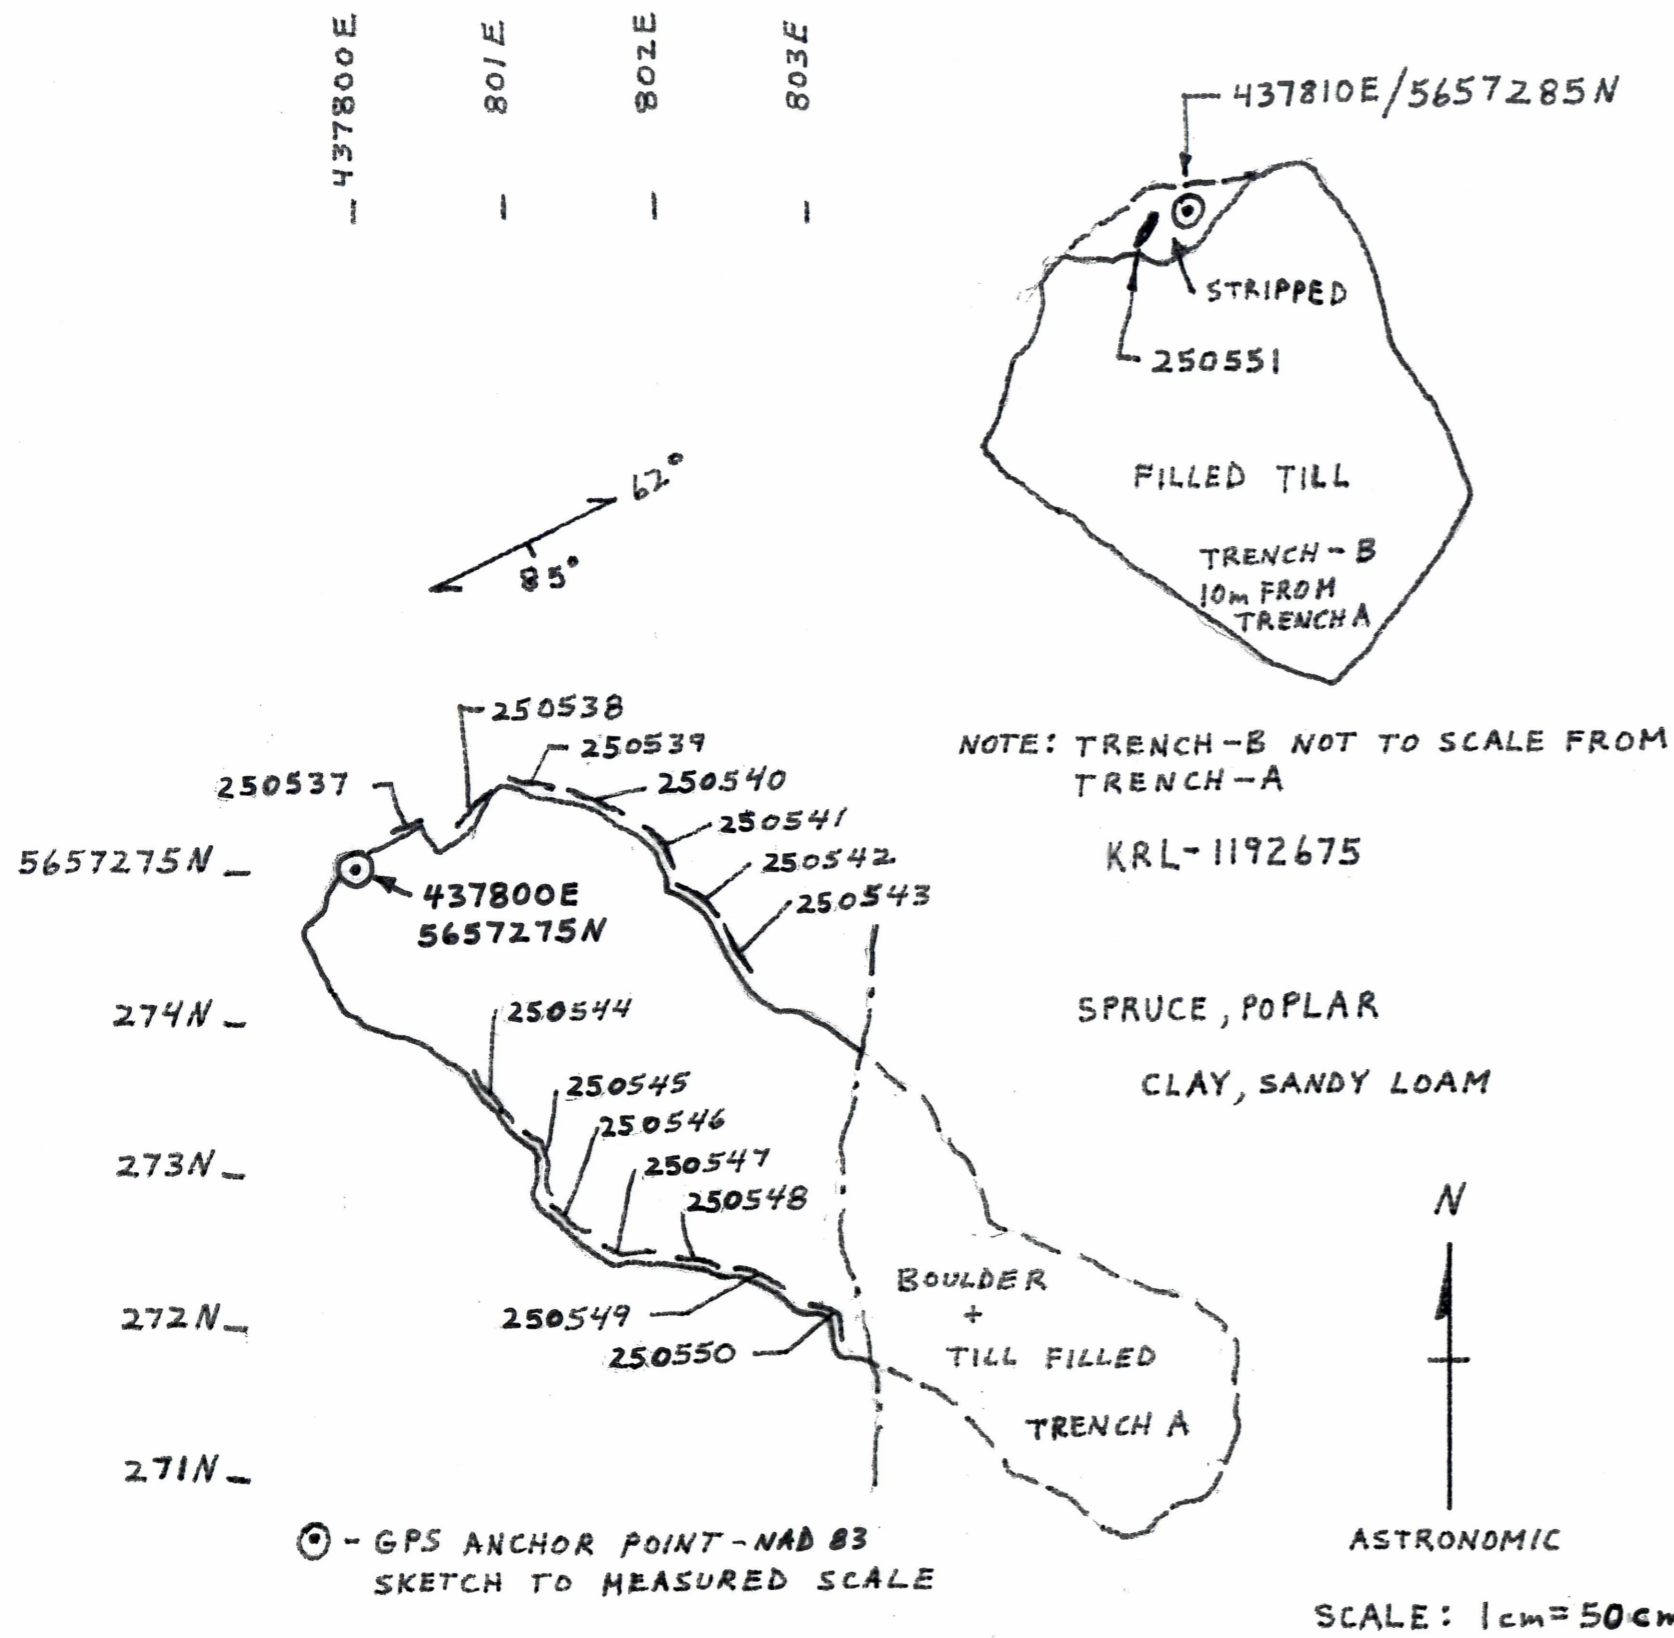 437800E
801E
802E
803E
437810E/5657285N
STRIPPED
250551
FILLED TILL
TRENCH-B
10m FROM
TRENCH A
62°
85°
NOTE: TRENCH-B NOT TO SCALE FROM
TRENCH-A
KRL-1192675
250538
250539
250537
250540
250541
250542
250543
5657275N
437800E
5657275N
274N
250544
SPRUCE, POPLAR
CLAY, SANDY LOAM
250545
250546
273N
250547
250548
N
BOULDER
+
TILL FILLED
TRENCH A
272N
250549
250550
271N
- GPS ANCHOR POINT - NAD 83
SKETCH TO MEASURED SCALE
ASTRONOMIC
SCALE: 1cm = 50cm